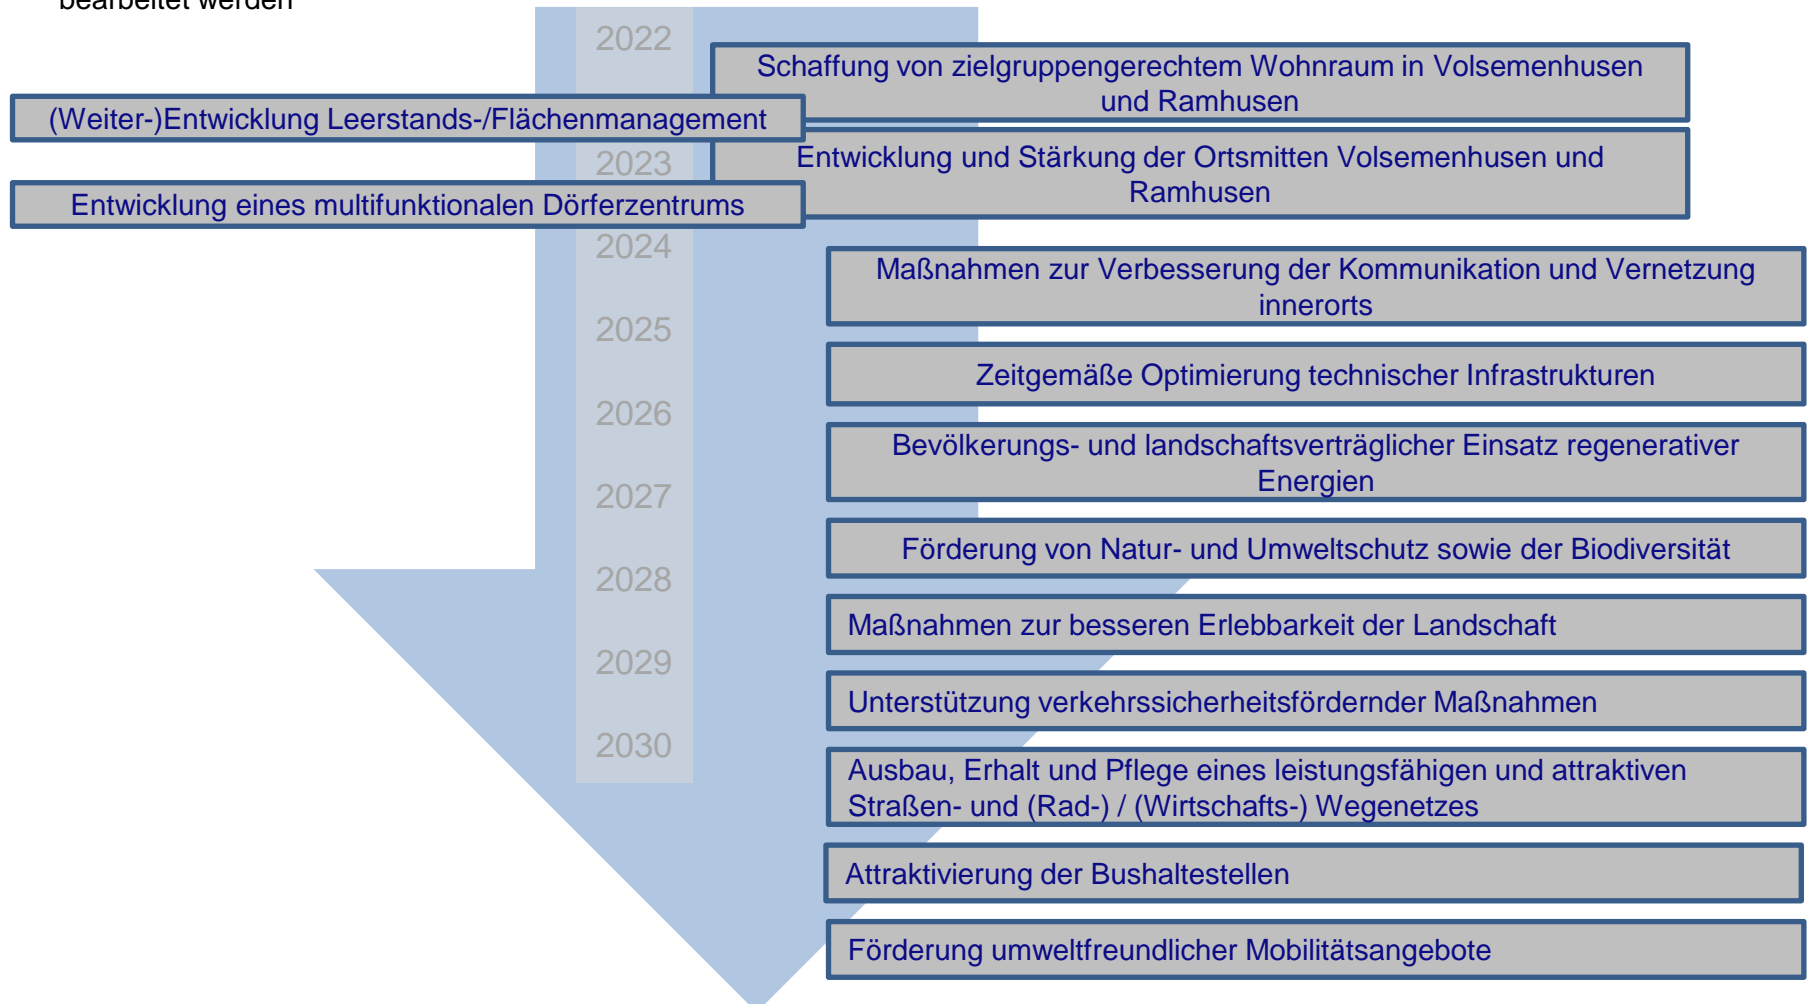 bearbeitet werden
2022
Schaffung von zielgruppengerechtem Wohnraum in Volsemenhusen
und Ramhusen
(Weiter-)Entwicklung Leerstands-/Flächenmanagement
2023
Entwicklung und Stärkung der Ortsmitten Volsemenhusen und
Ramhusen
Entwicklung eines multifunktionalen Dörferzentrums
2024
Maßnahmen zur Verbesserung der Kommunikation und Vernetzung
innerorts
2025
Zeitgemäße Optimierung technischer Infrastrukturen
2026
Bevölkerungs- und landschaftsverträglicher Einsatz regenerativer
Energien
2027
Förderung von Natur- und Umweltschutz sowie der Biodiversität
2028
Maßnahmen zur besseren Erlebbarkeit der Landschaft
2029
Unterstützung verkehrssicherheitsfördernder Maßnahmen
2030
Ausbau, Erhalt und Pflege eines leistungsfähigen und attraktiven
Straßen- und (Rad-) / (Wirtschafts-) Wegenetzes
Attraktivierung der Bushaltestellen
Förderung umweltfreundlicher Mobilitätsangebote